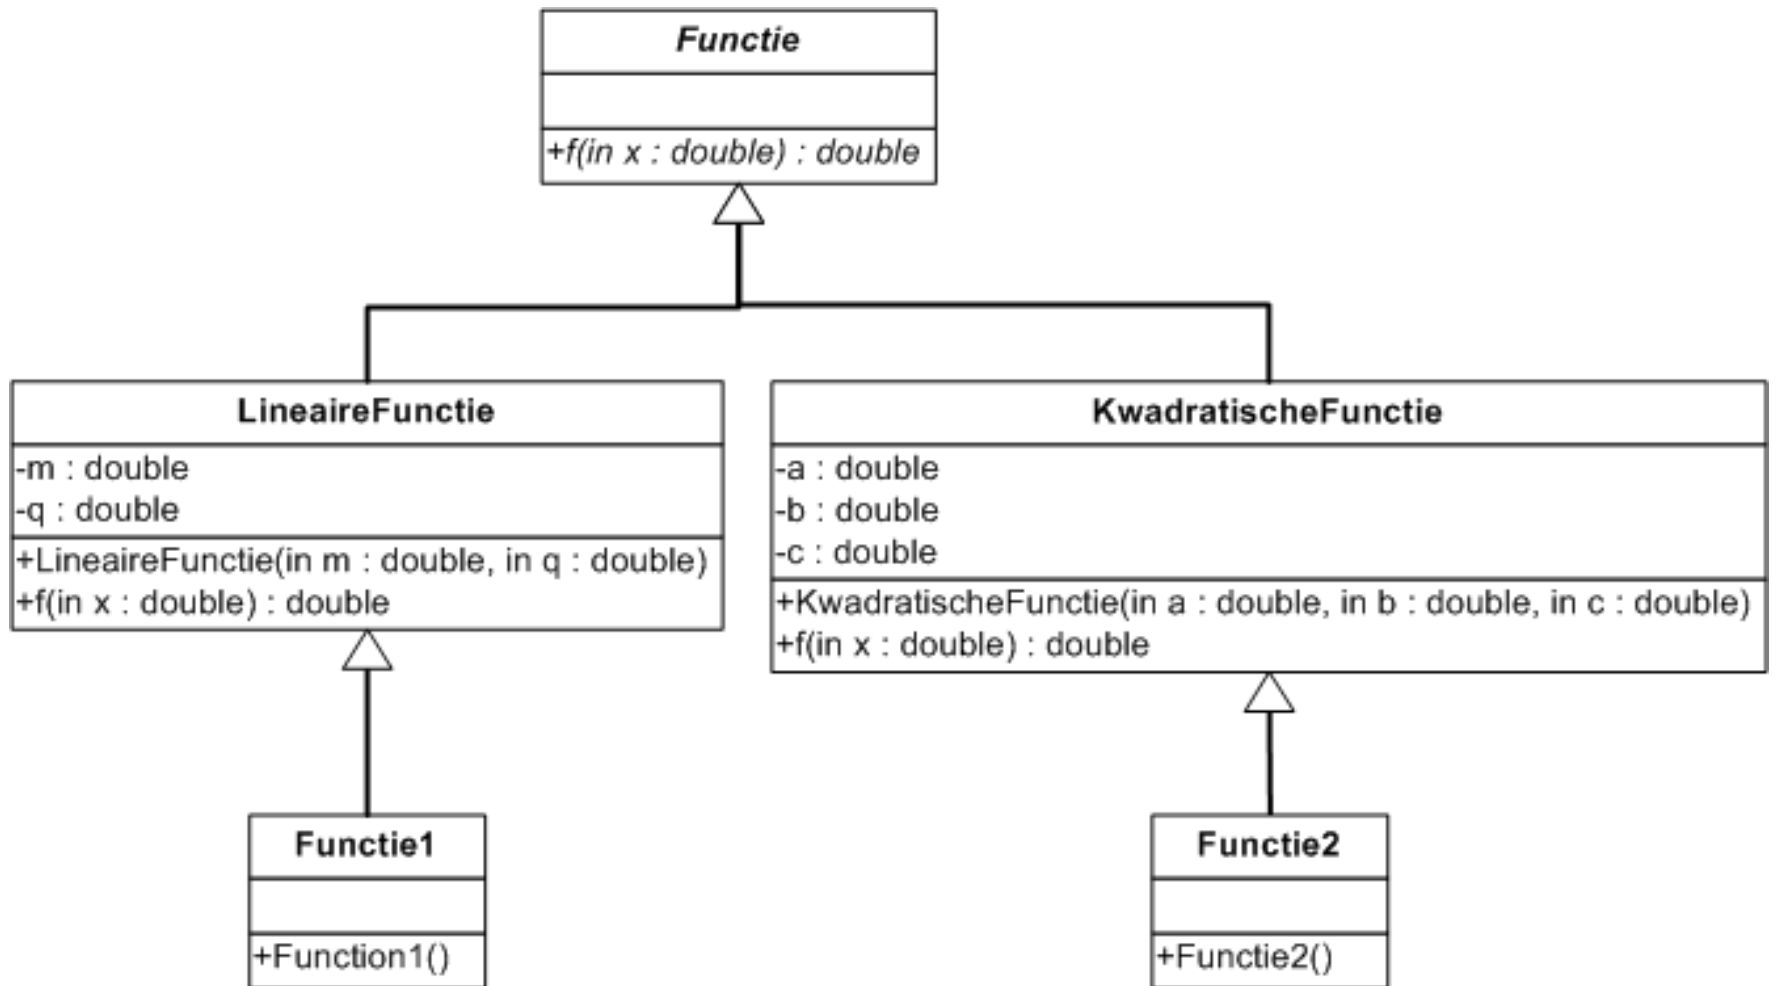 Functie
+f(in x : double) : double
LineaireFunctie
-m : double
-q : double
+LineaireFunctie(in m : double, in q : double)
+f(in x : double) : double
KwadratischeFunctie
-a : double
-b : double
-c : double
+KwadratischeFunctie(in a : double, in b : double, in c : double)
+f(in x : double) : double
Functie1
+Function1()
Functie2
+Functie2()